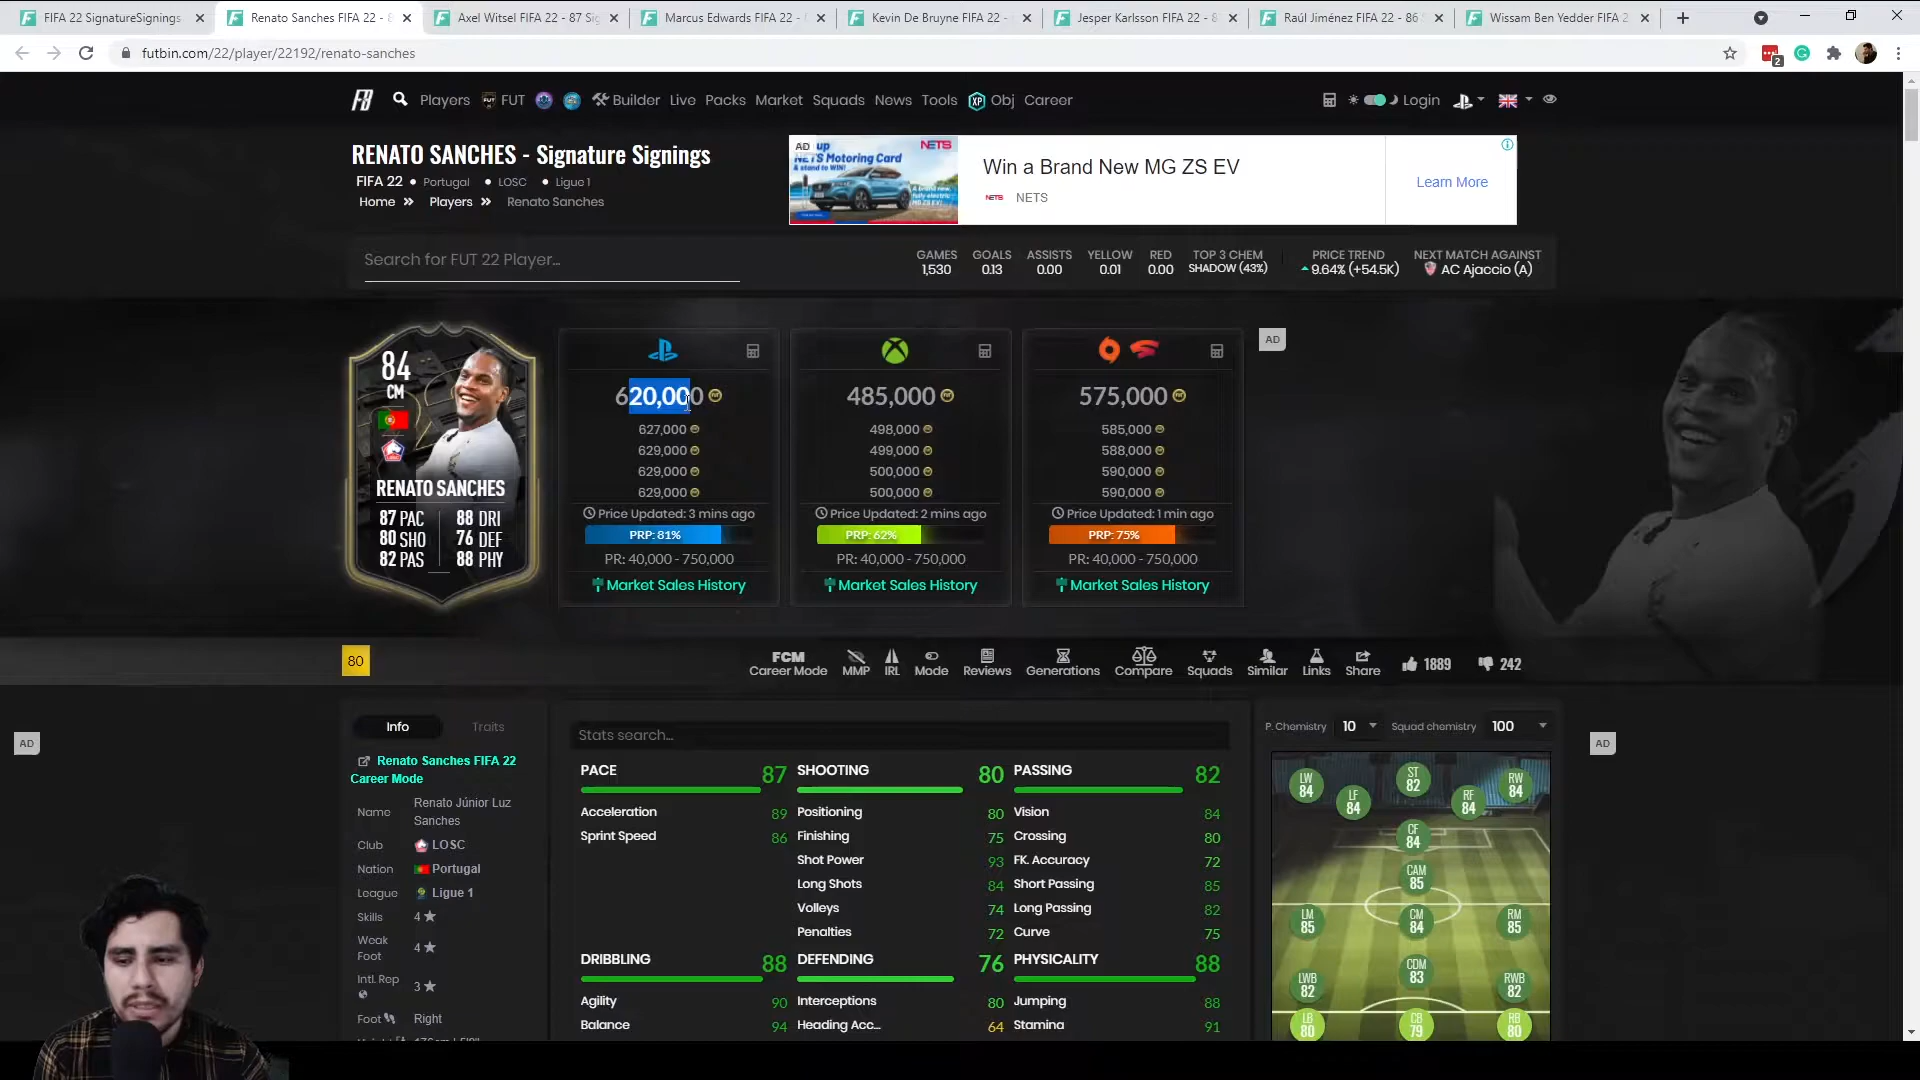 FIFA 22 SignatureSignings
Renato Sanches FIFA 22 - 8
Axel Witsel FIFA 22 - 87 Sig
Marcus Edwards FIFA 22 -
Kevin De Bruyne FIFA 22 -
Jesper Karlsson FIFA 22 - 8
Raúl Jiménez FIFA 22 - 86
Wissam Ben Yedder FIFA 2
futbin.com/22/player/22192/renato-sanches
2
Players FUT Builder Live Packs Market Squads News Tools XP Obj Career Login
RENATO SANCHES - Signature Signings
FIFA 22 • Portugal • LOSC • Ligue 1
Home » Players » Renato Sanches
AD up NETS
NETS Motoring Card
& stand to WIN!
Win a Brand New MG ZS EV
NETS NETS
Learn More
Search for FUT 22 Player...
GAMES GOALS ASSISTS YELLOW RED TOP 3 CHEM PRICE TREND NEXT MATCH AGAINST
1,530 0.13 0.00 0.01 0.00 SHADOW (43%) 9.64% (+54.5K) AC Ajaccio (A)
84
CM
RENATO SANCHES
87 PAC 88 DRI
80 SHO 76 DEF
82 PAS 88 PHY
620,000
627,000
629,000
629,000
629,000
Price Updated: 3 mins ago
PRP: 81%
PR: 40,000 - 750,000
Market Sales History
485,000
498,000
499,000
500,000
500,000
Price Updated: 2 mins ago
PRP: 62%
PR: 40,000 - 750,000
Market Sales History
575,000
585,000
588,000
590,000
590,000
Price Updated: 1 min ago
PRP: 75%
PR: 40,000 - 750,000
Market Sales History
AD
80
FCM
Career Mode MMP IRL Mode Reviews Generations Compare Squads Similar Links Share 1889 242
AD
Info Traits
Renato Sanches FIFA 22
Career Mode
Name Renato Júnior Luz
Sanches
Club LOSC
Nation Portugal
League Ligue 1
Skills 4
Weak
Foot 4
Intl. Rep 3
Foot Right
Stats search...
PACE 87
Acceleration 89
Sprint Speed 86
SHOOTING 80
Positioning 80
Finishing 75
Shot Power 93
Long Shots 84
Volleys 74
Penalties 72
PASSING 82
Vision 84
Crossing 80
FK. Accuracy 72
Short Passing 85
Long Passing 82
Curve 75
DRIBBLING 88
Agility 90
Balance 94
DEFENDING 76
Interceptions 80
Heading Acc... 64
PHYSICALITY 88
Jumping 88
Stamina 91
P. Chemistry 10 Squad chemistry 100
LW 84
ST 82
RW 84
LF 84
RF 84
CF 84
CAM 85
LM 85
CM 84
RM 85
CDM 83
LWB 82
RWB 82
LB 80
CB 79
RB 80
AD